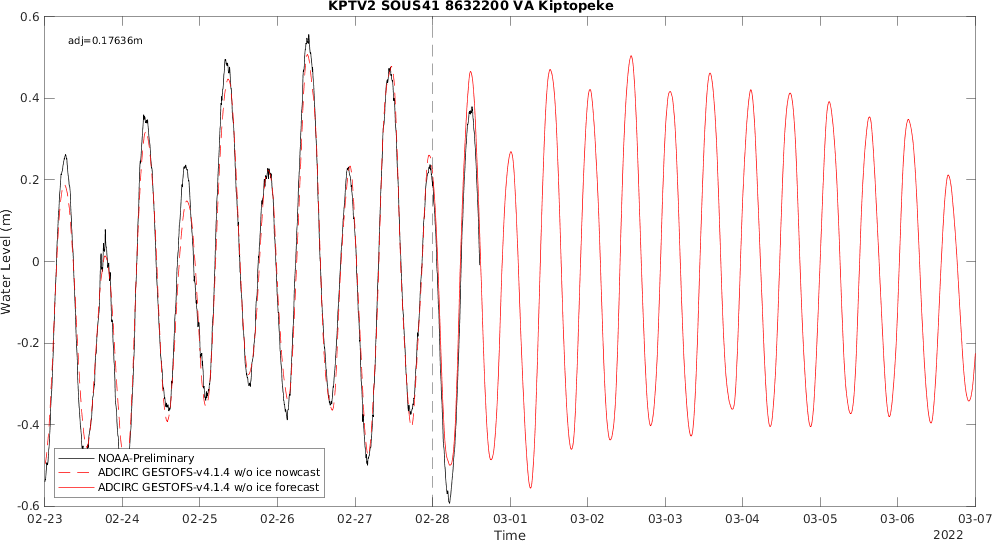 KPTV2 SOUS41 8632200 VA Kiptopeke
adj=0.17636m
0.6
0.4
0.2
0
-0.2
-0.4
-0.6
Water Level (m)
NOAA-Preliminary
ADCIRC GESTOFS-v4.1.4 w/o ice nowcast
ADCIRC GESTOFS-v4.1.4 w/o ice forecast
02-23 02-24 02-25 02-26 02-27 02-28 03-01 03-02 03-03 03-04 03-05 03-06 03-07
Time
2022